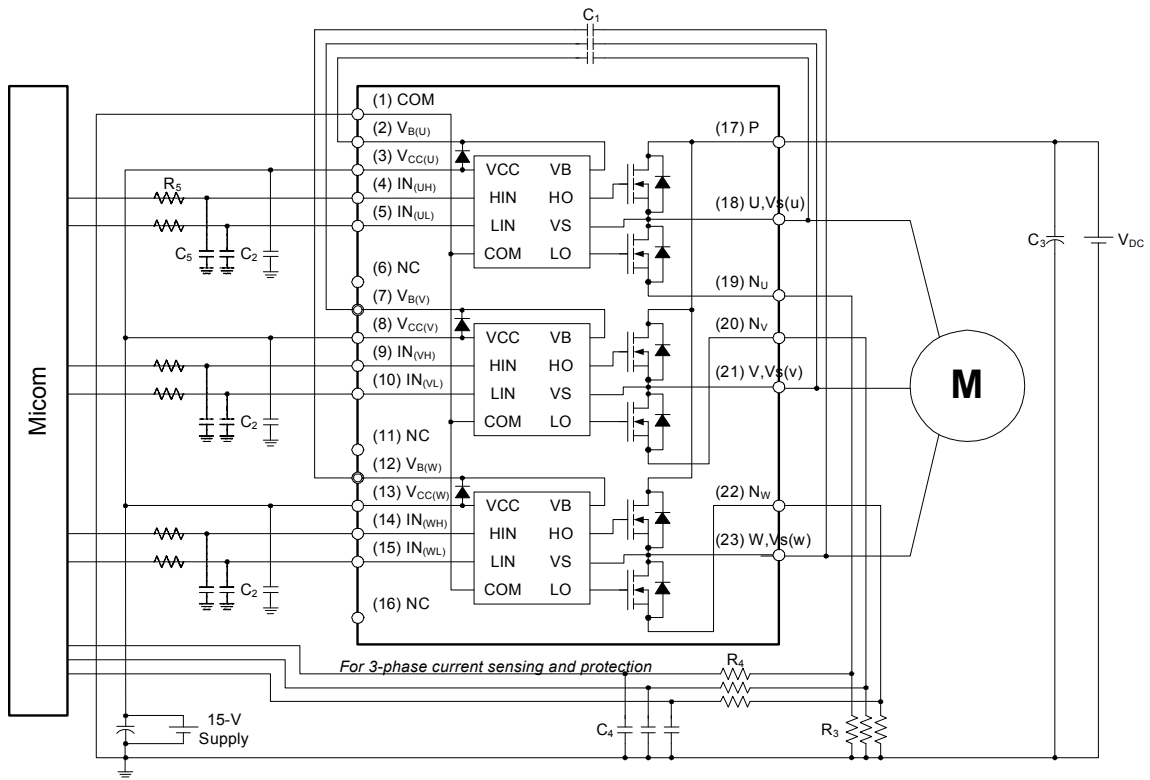 C1
Micom
(1) COM
(2) VB(U)
(3) VCC(U)
(4) IN(UH)
(5) IN(UL)
(6) NC
(7) VB(V)
(8) VCC(V)
(9) IN(VH)
(10) IN(VL)
(11) NC
(12) VB(W)
(13) VCC(W)
(14) IN(WH)
(15) IN(WL)
(16) NC
R5
C5
C2
C2
C2
VCC VB
HIN HO
LIN VS
COM LO
VCC VB
HIN HO
LIN VS
COM LO
VCC VB
HIN HO
LIN VS
COM LO
(17) P
(18) U,Vs(u)
(19) NU
(20) NV
(21) V,Vs(v)
(22) NW
(23) W,Vs(w)
C3
VDC
M
For 3-phase current sensing and protection
R4
15-V
Supply
C4
R3